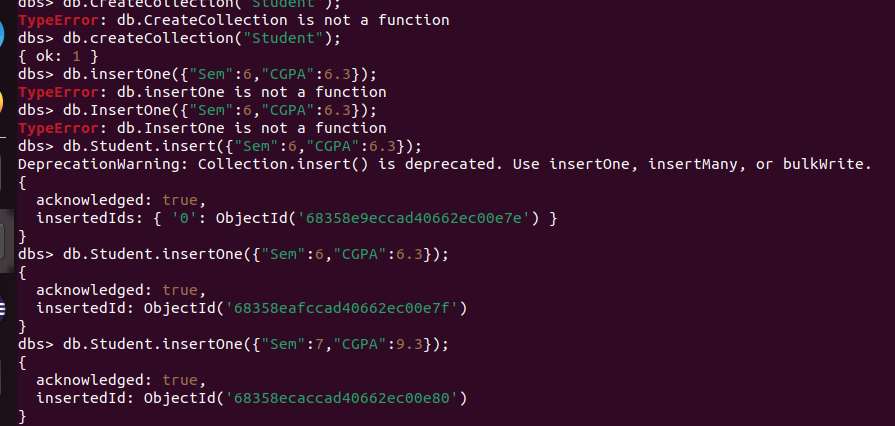 dbs> db.CreateCollection("Student");
TypeError: db.CreateCollection is not a function
dbs> db.createCollection("Student");
{ ok: 1 }
dbs> db.insertOne({"Sem":6,"CGPA":6.3});
TypeError: db.insertOne is not a function
dbs> db.InsertOne({"Sem":6,"CGPA":6.3});
TypeError: db.InsertOne is not a function
dbs> db.Student.insert({"Sem":6,"CGPA":6.3});
DeprecationWarning: Collection.insert() is deprecated. Use insertOne, insertMany, or bulkWrite.
{
  acknowledged: true,
  insertedIds: { '0': ObjectId('68358e9eccad40662ec00e7e') }
}
dbs> db.Student.insertOne({"Sem":6,"CGPA":6.3});
{
  acknowledged: true,
  insertedId: ObjectId('68358eafccad40662ec00e7f')
}
dbs> db.Student.insertOne({"Sem":7,"CGPA":9.3});
{
  acknowledged: true,
  insertedId: ObjectId('68358ecaccad40662ec00e80')
}